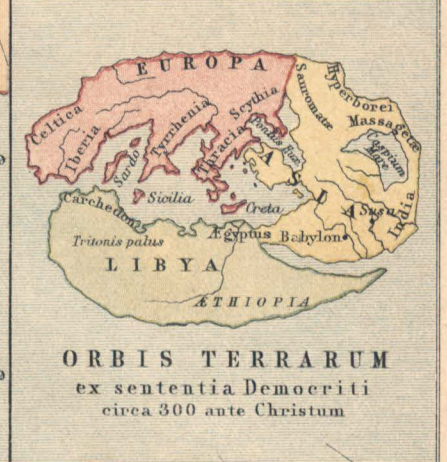 EUROPA
Celtica
Iberia
Sardo
Tyrrhenia
Thracia
Scythia
Pontus Eux.
Sauromatæ
Hyperborei
Massagetæ
Caspium
Mare
ASIA
Susa
India
Sicilia
Creta
Carchedon
Tritonis palus
Ægyptus
Babylon
LIBYA
ÆTHIOPIA
ORBIS TERRARUM
ex sententia Democriti
circa 300 ante Christum